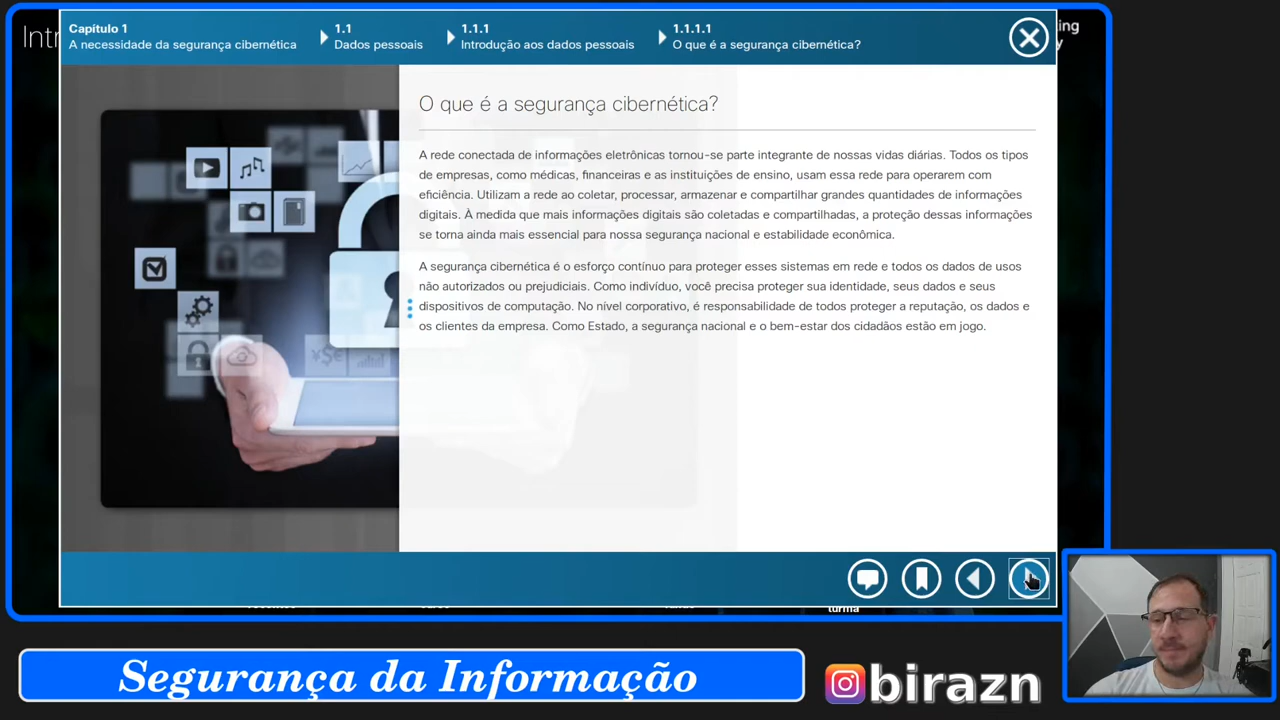 Intr
king
y
Capítulo 1
A necessidade da segurança cibernética
1.1
Dados pessoais
1.1.1
Introdução aos dados pessoais
1.1.1.1
O que é a segurança cibernética?
O que é a segurança cibernética?
A rede conectada de informações eletrônicas tornou-se parte integrante de nossas vidas diárias. Todos os tipos
de empresas, como médicas, financeiras e as instituições de ensino, usam essa rede para operarem com
eficiência. Utilizam a rede ao coletar, processar, armazenar e compartilhar grandes quantidades de informações
digitais. À medida que mais informações digitais são coletadas e compartilhadas, a proteção dessas informações
se torna ainda mais essencial para nossa segurança nacional e estabilidade econômica.
A segurança cibernética é o esforço contínuo para proteger esses sistemas em rede e todos os dados de usos
não autorizados ou prejudiciais. Como indivíduo, você precisa proteger sua identidade, seus dados e seus
dispositivos de computação. No nível corporativo, é responsabilidade de todos proteger a reputação, os dados e
os clientes da empresa. Como Estado, a segurança nacional e o bem-estar dos cidadãos estão em jogo.
¥$€
turma
Segurança da Informação
birazn